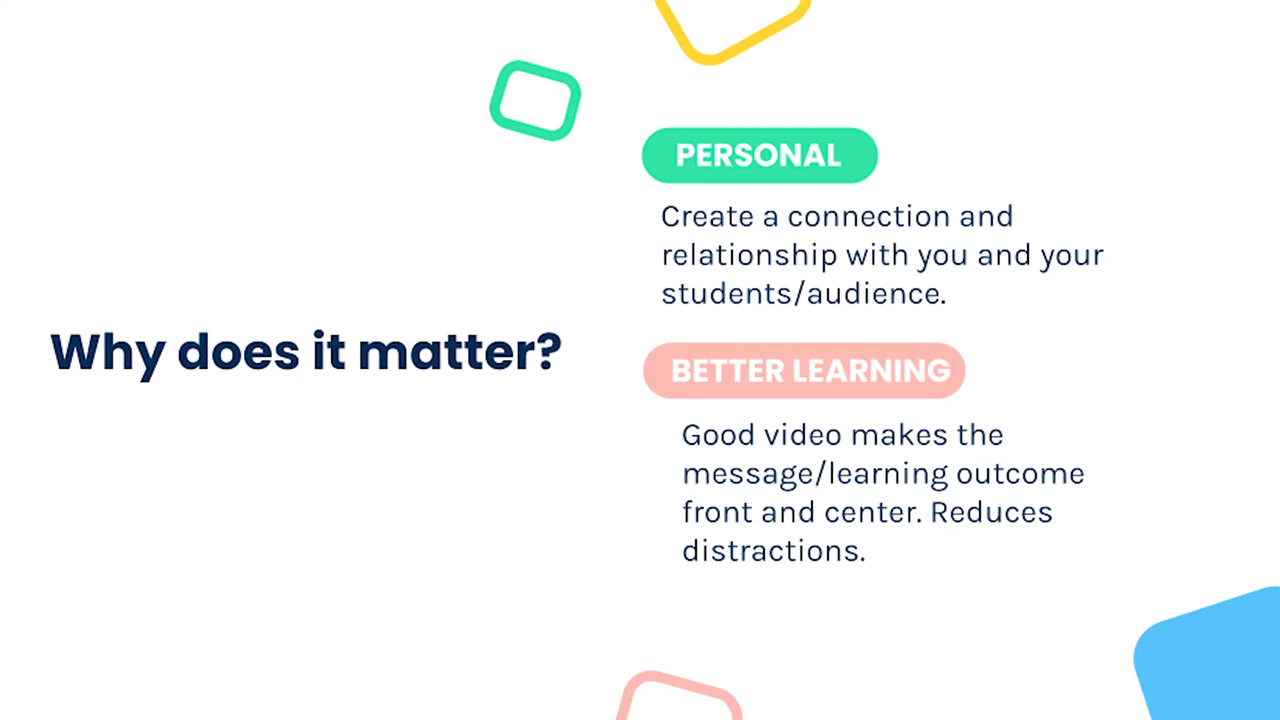 Why does it matter?
PERSONAL
Create a connection and
relationship with you and your
students/audience.
BETTER LEARNING
Good video makes the
message/learning outcome
front and center. Reduces
distractions.